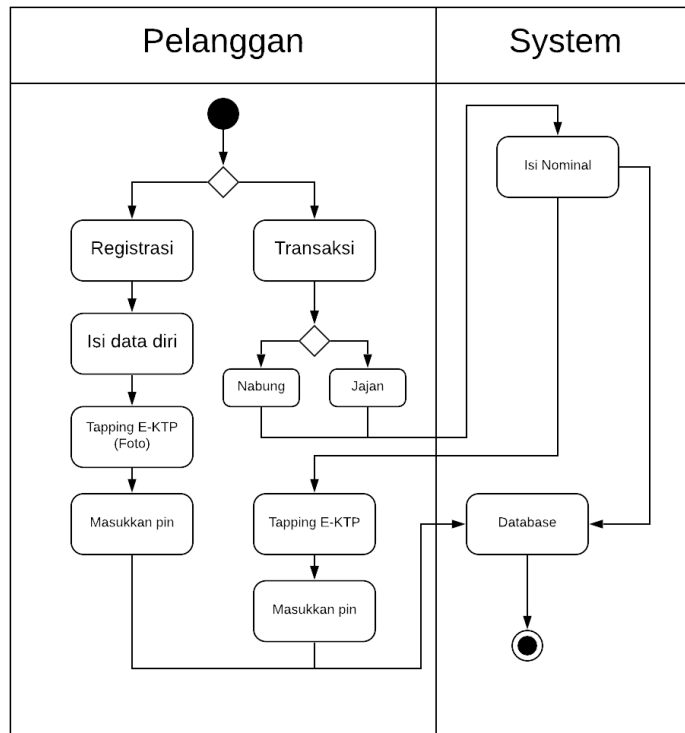 Pelanggan
System
Isi Nominal
Registrasi
Transaksi
Isi data diri
Nabung
Jajan
Tapping E-KTP
(Foto)
Masukkan pin
Tapping E-KTP
Database
Masukkan pin